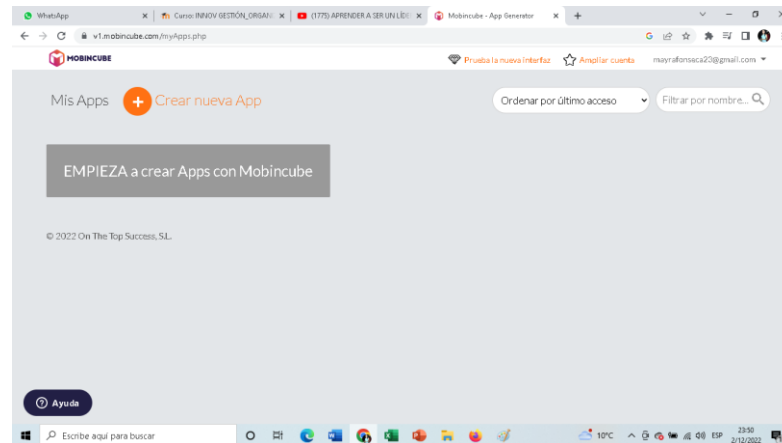 WhatsApp
Curso: INNOV GESTIÓN_ORGANI
(1775) APRENDER A SER UN LÍDE
Mobincube - App Generator
v1.mobincube.com/myApps.php
MOBINCUBE
Prueba la nueva interfaz
Ampliar cuenta
mayrafonseca23@gmail.com
Mis Apps
Crear nueva App
Ordenar por último acceso
Filtrar por nombre...
EMPIEZA a crear Apps con Mobincube
© 2022 On The Top Success, S.L.
Ayuda
Escribe aquí para buscar
10°C
ESP
23:50
2/12/2022